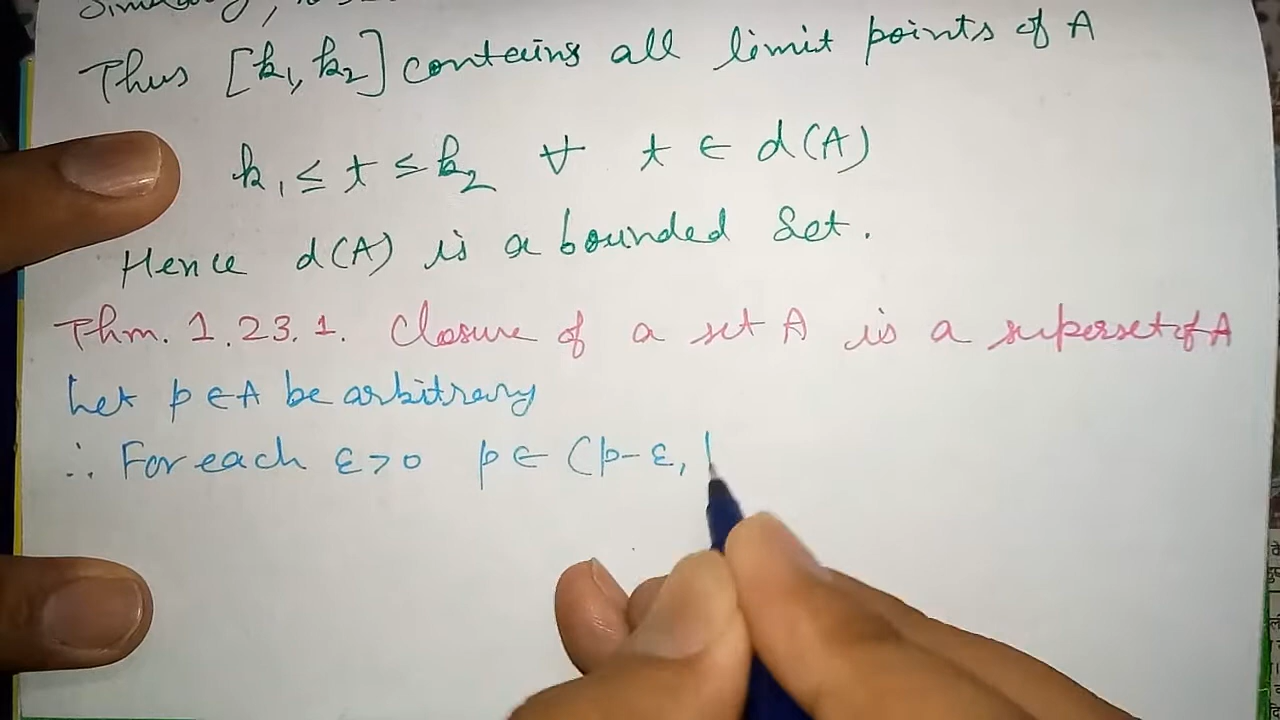 Thus [k₁, k₂] contains all limit points of A
k₁ ≤ t ≤ k₂ ∀ t ∈ d(A)
Hence d(A) is a bounded Set.
Thm. 1.23.1. Closure of a set A is a superset of A
Let p ∈ A be arbitrary
∴ For each ε>0 p ∈ (p-ε,